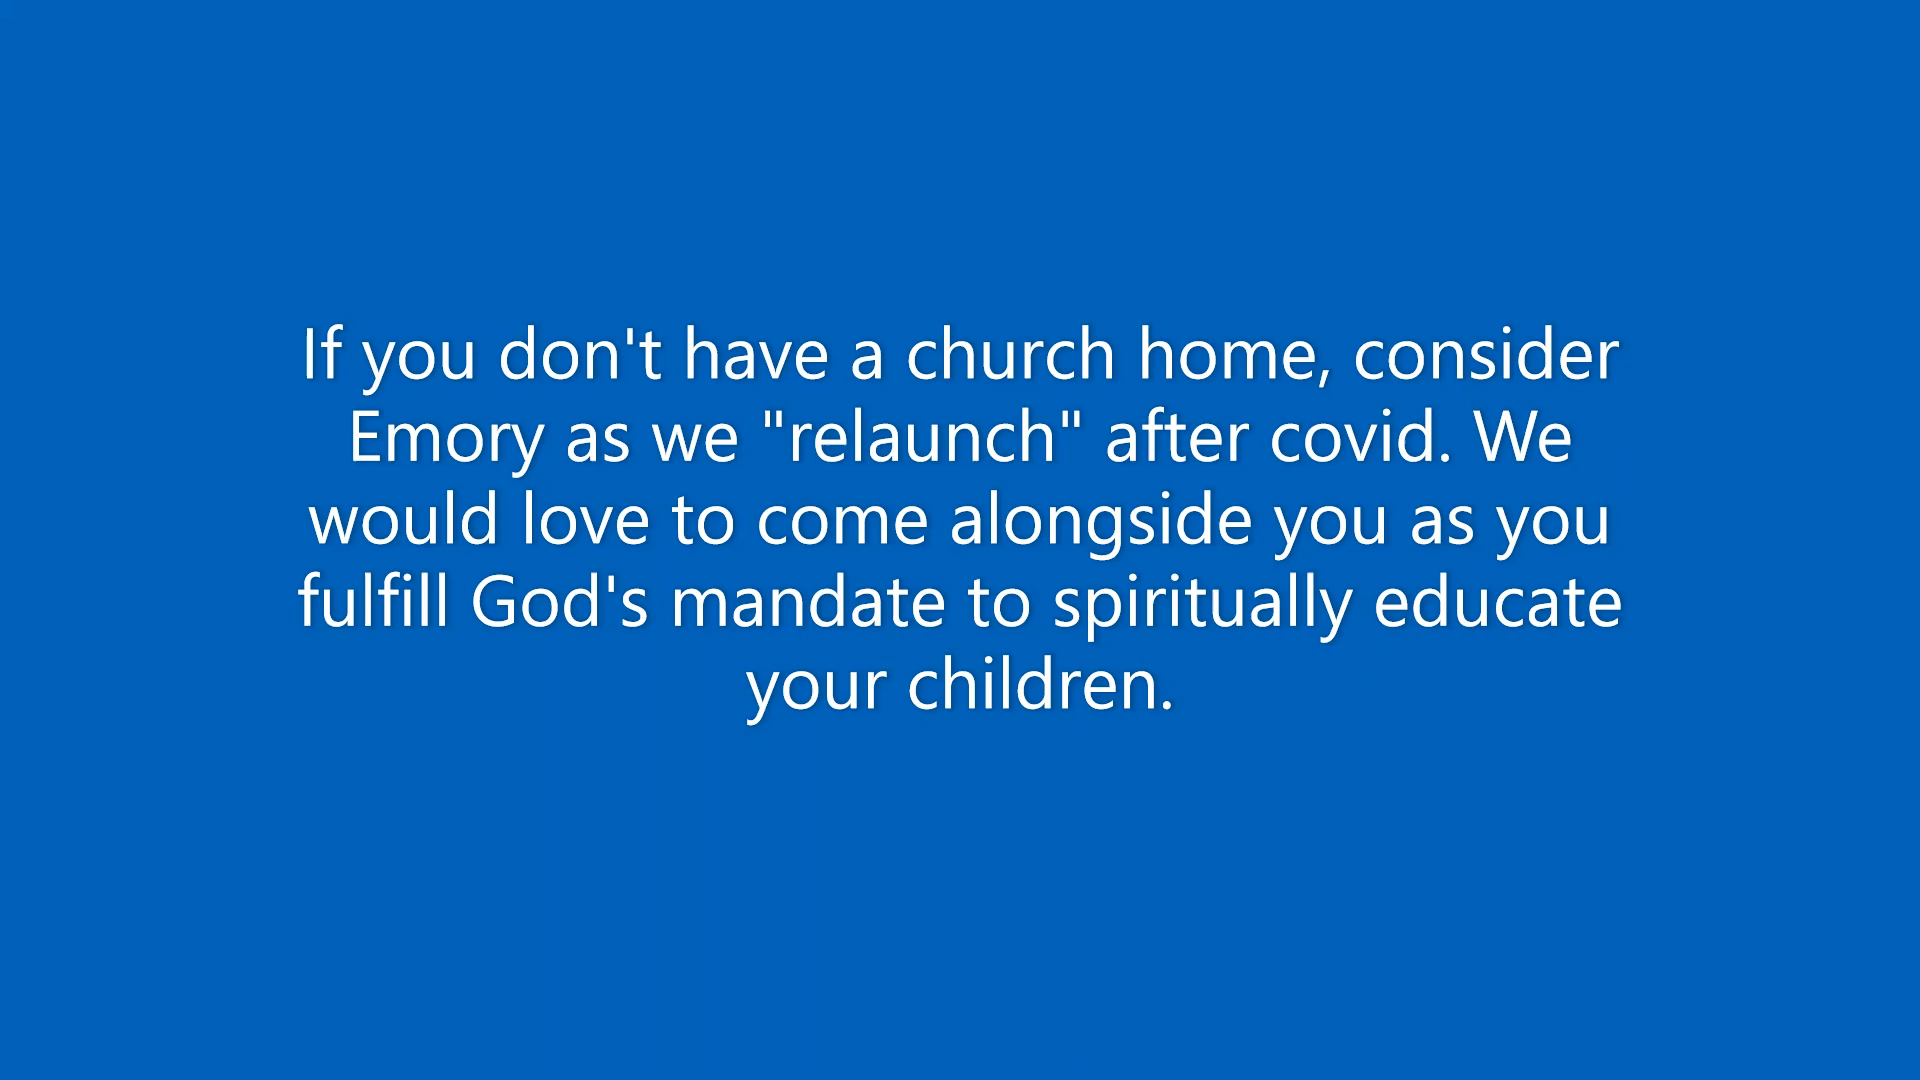 If you don't have a church home, consider
Emory as we "relaunch" after covid. We
would love to come alongside you as you
fulfill God's mandate to spiritually educate
your children.